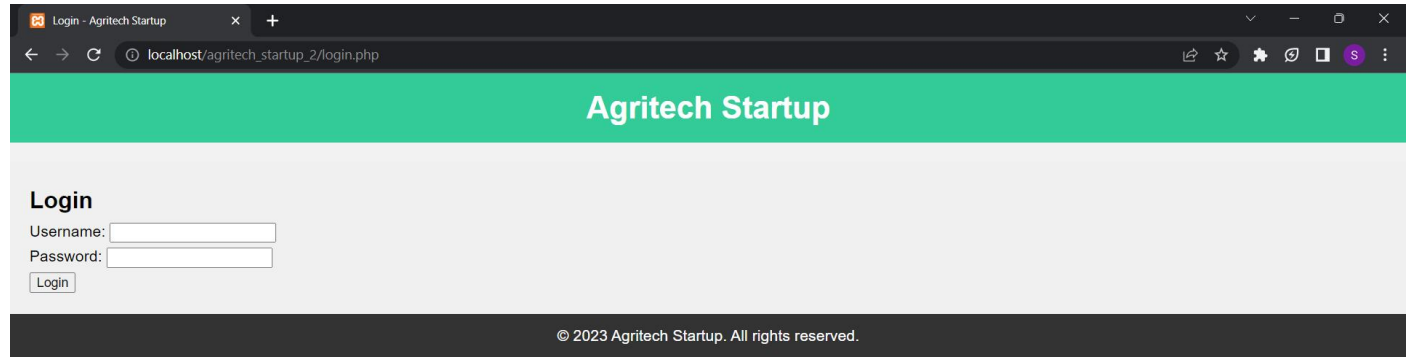 Login - Agritech Startup
localhost/agritech_startup_2/login.php
S
Agritech Startup
Login
Username:
Password:
Login
© 2023 Agritech Startup. All rights reserved.